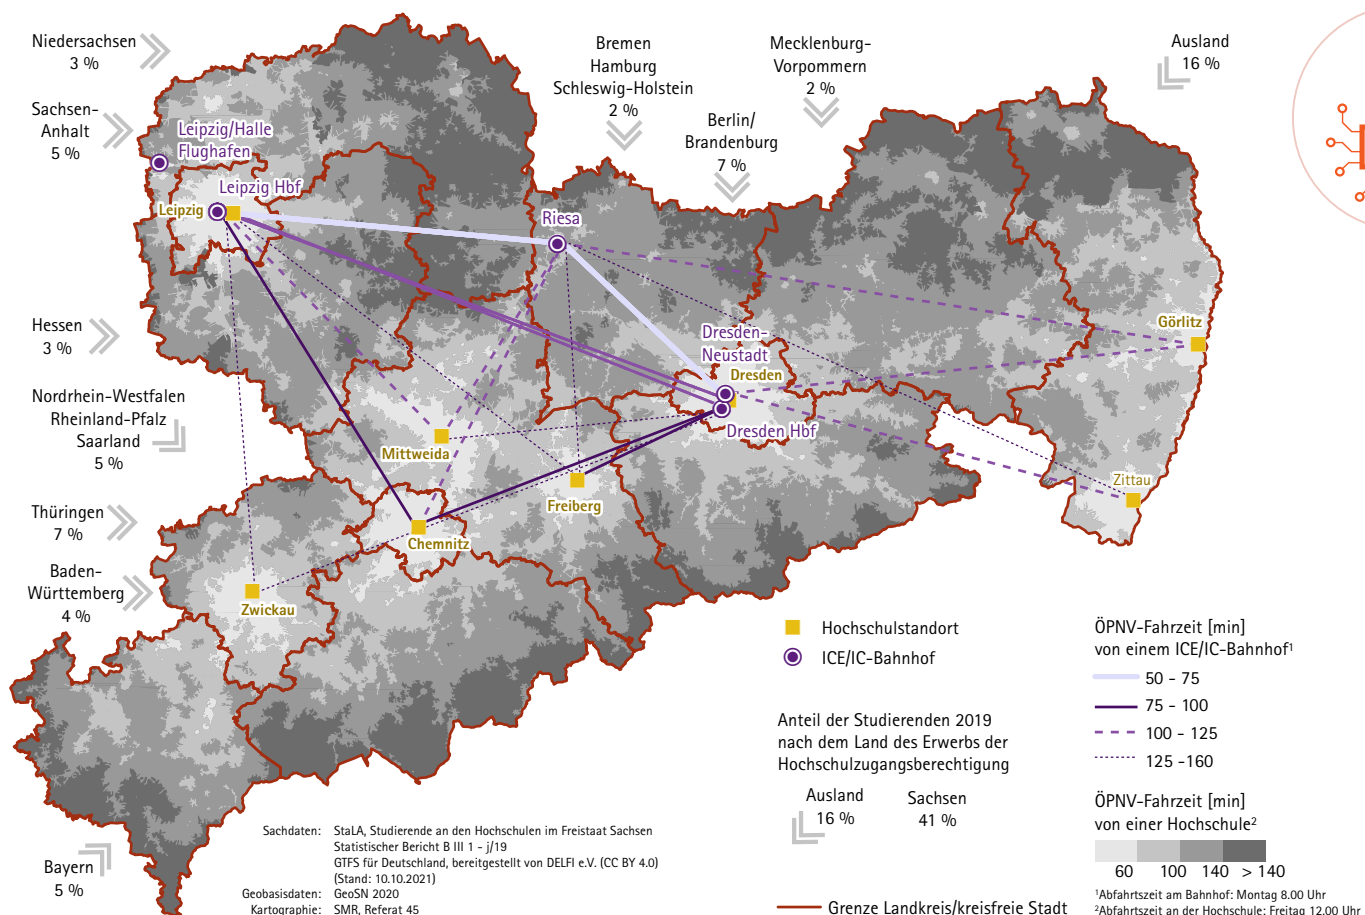 Niedersachsen
3 %
Sachsen-
Anhalt
5 %
Hessen
3 %
Nordrhein-Westfalen
Rheinland-Pfalz
Saarland
5 %
Thüringen
7 %
Baden-
Württemberg
4 %
Bayern
5 %
Bremen
Hamburg
Schleswig-Holstein
2 %
Berlin/
Brandenburg
7 %
Mecklenburg-
Vorpommern
2 %
Ausland
16 %
Leipzig/Halle
Flughafen
Leipzig Hbf
Leipzig
Riesa
Dresden-
Neustadt
Dresden
Dresden Hbf
Görlitz
Zittau
Mittweida
Freiberg
Chemnitz
Zwickau
Hochschulstandort
ICE/IC-Bahnhof
Anteil der Studierenden 2019
nach dem Land des Erwerbs der
Hochschulzugangsberechtigung
Ausland
16 %
Sachsen
41 %
Grenze Landkreis/kreisfreie Stadt
ÖPNV-Fahrzeit [min]
von einem ICE/IC-Bahnhof¹
50 - 75
75 - 100
100 - 125
125 -160
ÖPNV-Fahrzeit [min]
von einer Hochschule²
60 100 140 > 140
¹Abfahrtszeit am Bahnhof: Montag 8.00 Uhr
²Abfahrtszeit an der Hochschule: Freitag 12.00 Uhr
Sachdaten: StaLA, Studierende an den Hochschulen im Freistaat Sachsen
Statistischer Bericht B III 1 - j/19
GTFS für Deutschland, bereitgestellt von DELFI e.V. (CC BY 4.0)
(Stand: 10.10.2021)
Geobasisdaten: GeoSN 2020
Kartographie: SMR, Referat 45